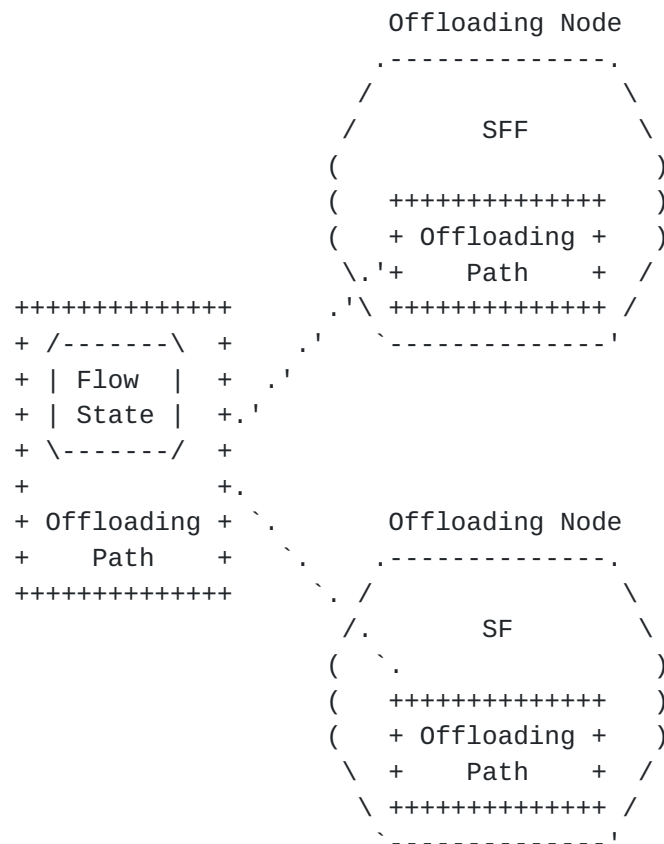 Offloading Node
SFF
Offloading
Path
Flow
State
Offloading
Path
Offloading Node
SF
Offloading
Path